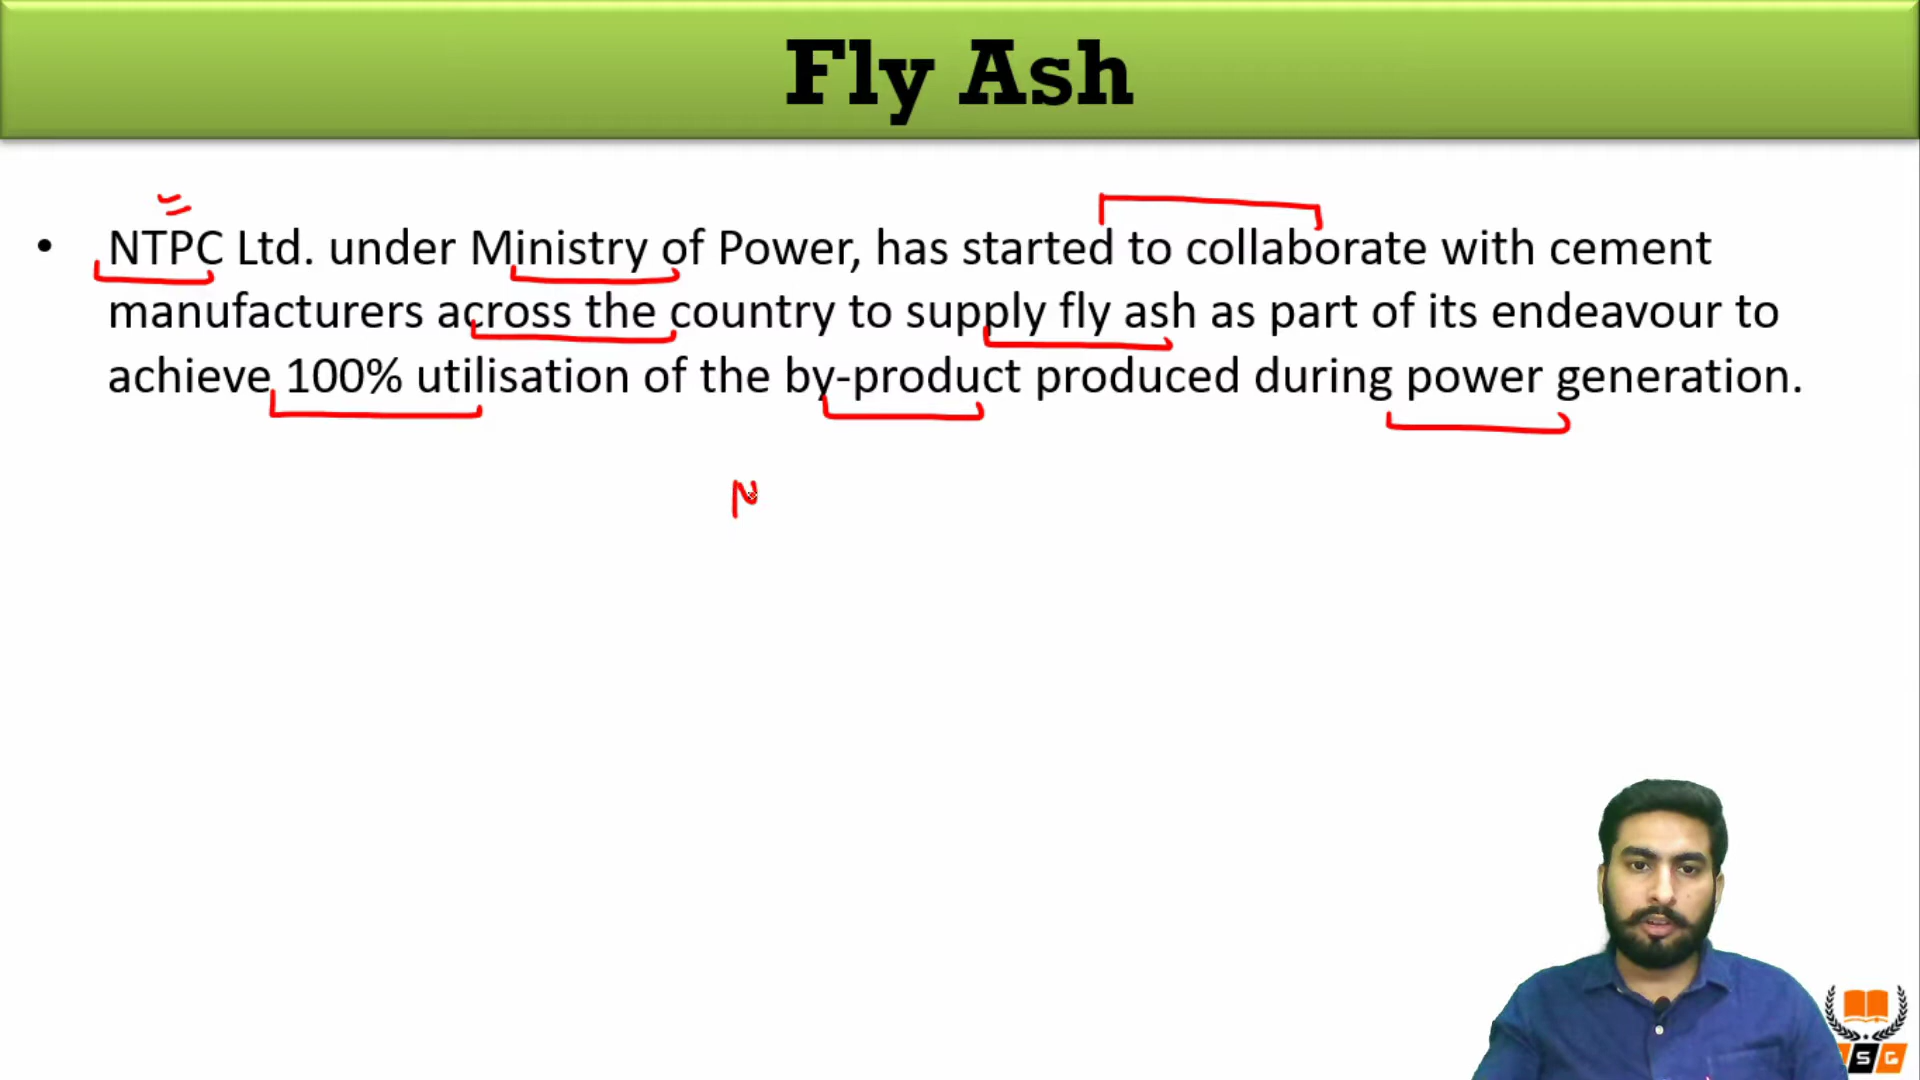 Fly Ash
• NTPC Ltd. under Ministry of Power, has started to collaborate with cement
manufacturers across the country to supply fly ash as part of its endeavour to
achieve 100% utilisation of the by-product produced during power generation.
N
SG